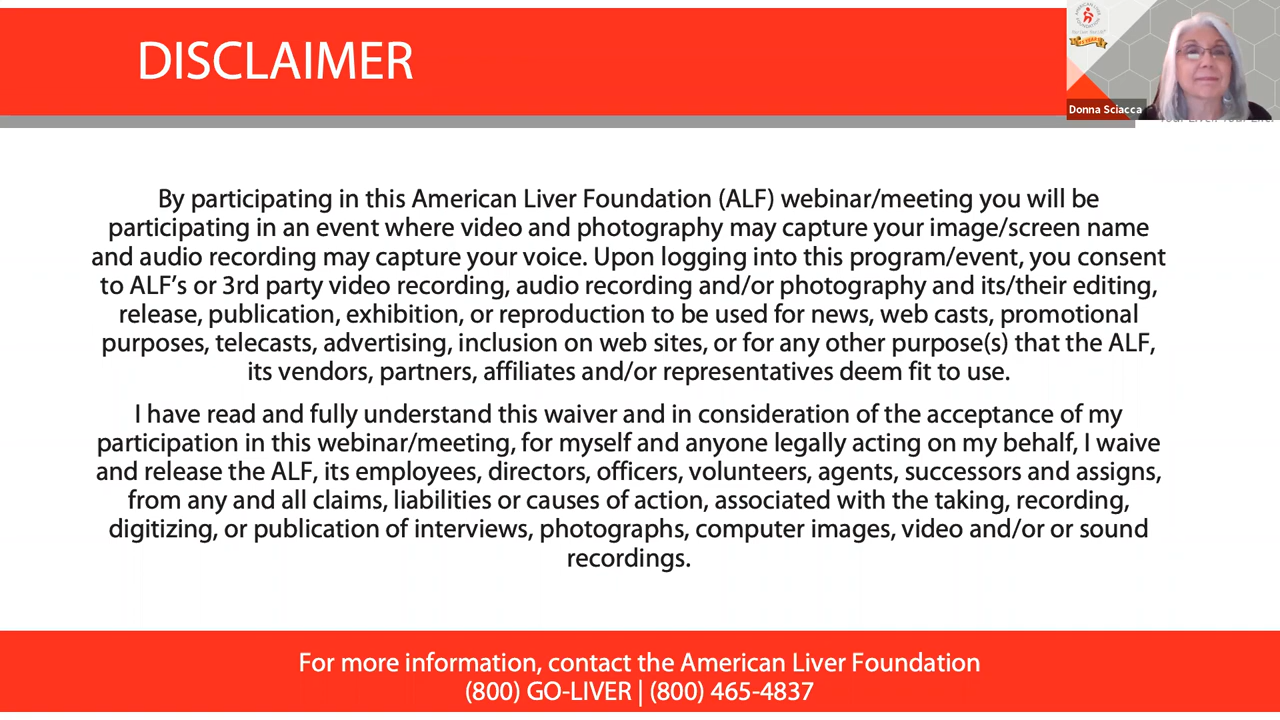 DISCLAIMER
AMERICAN LIVER FOUNDATION
Donna Sciacca
Your Liver. Your Life.
By participating in this American Liver Foundation (ALF) webinar/meeting you will be
participating in an event where video and photography may capture your image/screen name
and audio recording may capture your voice. Upon logging into this program/event, you consent
to ALF’s or 3rd party video recording, audio recording and/or photography and its/their editing,
release, publication, exhibition, or reproduction to be used for news, web casts, promotional
purposes, telecasts, advertising, inclusion on web sites, or for any other purpose(s) that the ALF,
its vendors, partners, affiliates and/or representatives deem fit to use.
I have read and fully understand this waiver and in consideration of the acceptance of my
participation in this webinar/meeting, for myself and anyone legally acting on my behalf, I waive
and release the ALF, its employees, directors, officers, volunteers, agents, successors and assigns,
from any and all claims, liabilities or causes of action, associated with the taking, recording,
digitizing, or publication of interviews, photographs, computer images, video and/or or sound
recordings.
For more information, contact the American Liver Foundation
(800) GO-LIVER | (800) 465-4837